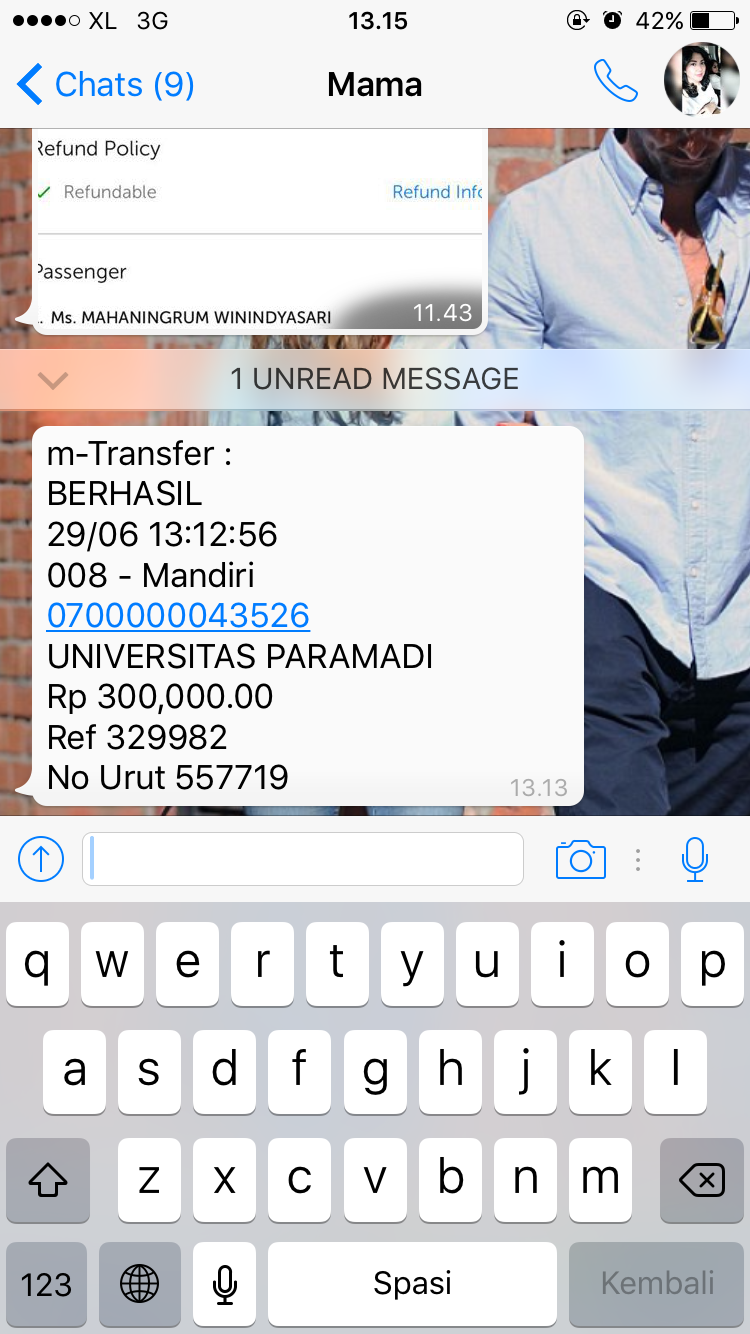 XL 3G 13.15 42%
Chats (9) Mama
Refund Policy
Refundable Refund Info
Passenger
. Ms. MAHANINGRUM WININDYASARI
11.43
1 UNREAD MESSAGE
m-Transfer :
BERHASIL
29/06 13:12:56
008 - Mandiri
0700000043526
UNIVERSITAS PARAMADI
Rp 300,000.00
Ref 329982
No Urut 557719
13.13
q w e r t y u i o p
a s d f g h j k l
z x c v b n m
123 Spasi Kembali